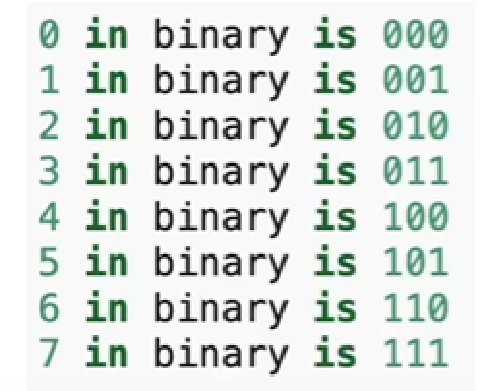 0 in binary is 000
1 in binary is 001
2 in binary is 010
3 in binary is 011
4 in binary is 100
5 in binary is 101
6 in binary is 110
7 in binary is 111